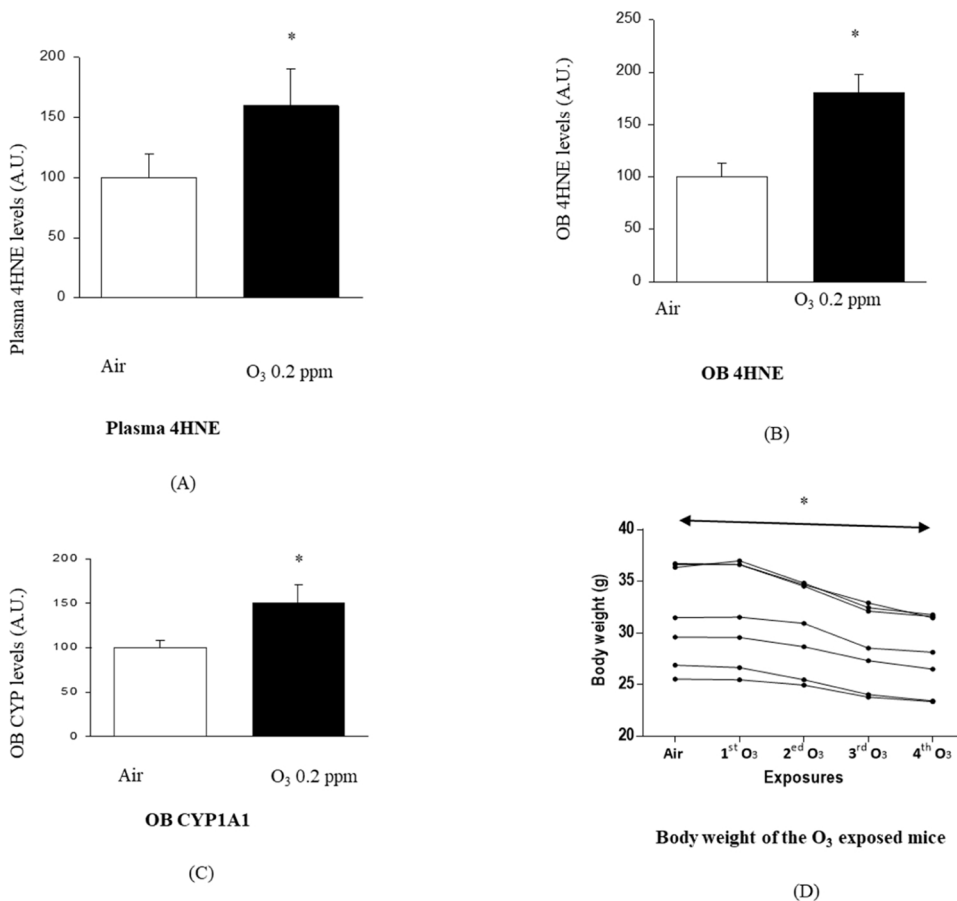 *
200
150
100
50
0
Plasma 4HNE levels (A.U.)
Air
O₃ 0.2 ppm
Plasma 4HNE
(A)
*
250
200
150
100
50
0
OB 4HNE levels (A.U.)
Air
O₃ 0.2 ppm
OB 4HNE
(B)
*
200
150
100
50
0
OB CYP levels (A.U.)
Air
O₃ 0.2 ppm
OB CYP1A1
(C)
*
40
35
30
25
20
Body weight (g)
Air 1ˢᵗ O₃ 2ᵉᵈ O₃ 3ʳᵈ O₃ 4ᵗʰ O₃
Exposures
Body weight of the O₃ exposed mice
(D)